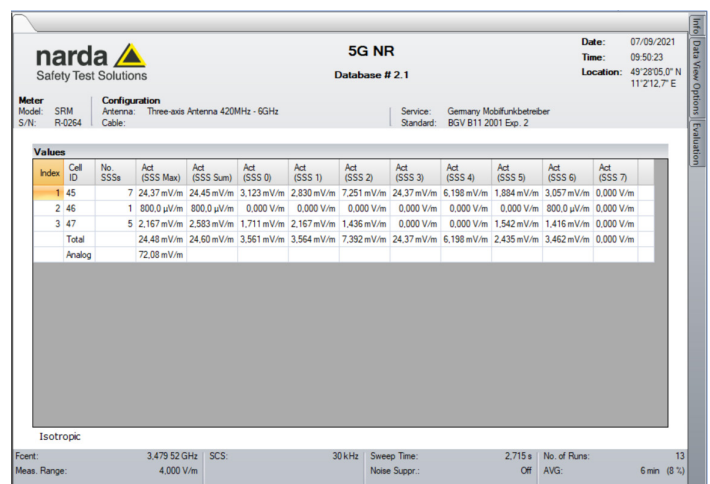 narda
Safety Test Solutions
5G NR
Database # 2.1
Date: 07/09/2021
Time: 09:50:23
Location: 49°28'05,0" N
11°2'12,7" E
Meter
Model: SRM
S/N: R-0264
Configuration
Antenna: Three-axis Antenna 420MHz - 6GHz
Cable:
Service: Germany Mobilfunkbetreiber
Standard: BGV B11 2001 Exp. 2
Info
Data View Options
Evaluation
Values
Index Cell ID No. SSSs Act (SSS Max) Act (SSS Sum) Act (SSS 0) Act (SSS 1) Act (SSS 2) Act (SSS 3) Act (SSS 4) Act (SSS 5) Act (SSS 6) Act (SSS 7)
1 45 7 24,37 mV/m 24,45 mV/m 3,123 mV/m 2,830 mV/m 7,251 mV/m 24,37 mV/m 6,198 mV/m 1,884 mV/m 3,057 mV/m 0,000 V/m
2 46 1 800,0 µV/m 800,0 µV/m 0,000 V/m 0,000 V/m 0,000 V/m 0,000 V/m 0,000 V/m 0,000 V/m 800,0 µV/m 0,000 V/m
3 47 5 2,167 mV/m 2,583 mV/m 1,711 mV/m 2,167 mV/m 1,436 mV/m 0,000 V/m 0,000 V/m 1,542 mV/m 1,416 mV/m 0,000 V/m
Total 24,48 mV/m 24,60 mV/m 3,561 mV/m 3,564 mV/m 7,392 mV/m 24,37 mV/m 6,198 mV/m 2,435 mV/m 3,462 mV/m 0,000 V/m
Analog 72,08 mV/m
Isotropic
Fcent: 3,479 52 GHz SCS: 30 kHz Sweep Time: 2,715 s No. of Runs: 13
Meas. Range: 4,000 V/m Noise Suppr.: Off AVG: 6 min (8 %)